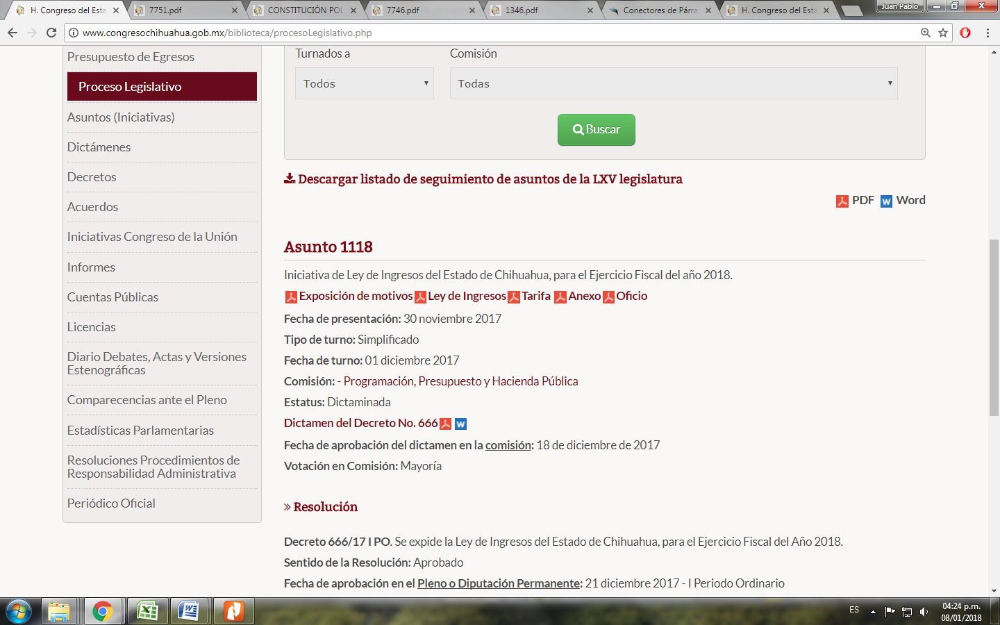 H. Congreso del Esta
7751.pdf
CONSTITUCIÓN POL
7746.pdf
1346.pdf
Conectores de Párra
H. Congreso del Esta
Juan Pablo
www.congresochihuahua.gob.mx/biblioteca/procesoLegislativo.php
Presupuesto de Egresos
Proceso Legislativo
Asuntos (Iniciativas)
Dictámenes
Decretos
Acuerdos
Iniciativas Congreso de la Unión
Informes
Cuentas Públicas
Licencias
Diario Debates, Actas y Versiones
Estenográficas
Comparecencias ante el Pleno
Estadísticas Parlamentarias
Resoluciones Procedimientos de
Responsabilidad Administrativa
Periódico Oficial
Turnados a Comisión
Todos Todas
Buscar
Descargar listado de seguimiento de asuntos de la LXV legislatura
PDF Word
Asunto 1118
Iniciativa de Ley de Ingresos del Estado de Chihuahua, para el Ejercicio Fiscal del año 2018.
Exposición de motivos Ley de Ingresos Tarifa Anexo Oficio
Fecha de presentación: 30 noviembre 2017
Tipo de turno: Simplificado
Fecha de turno: 01 diciembre 2017
Comisión: - Programación, Presupuesto y Hacienda Pública
Estatus: Dictaminada
Dictamen del Decreto No. 666
Fecha de aprobación del dictamen en la comisión: 18 de diciembre de 2017
Votación en Comisión: Mayoría
» Resolución
Decreto 666/17 I PO. Se expide la Ley de Ingresos del Estado de Chihuahua, para el Ejercicio Fiscal del Año 2018.
Sentido de la Resolución: Aprobado
Fecha de aprobación en el Pleno o Diputación Permanente: 21 diciembre 2017 - I Periodo Ordinario
ES
04:24 p.m.
08/01/2018